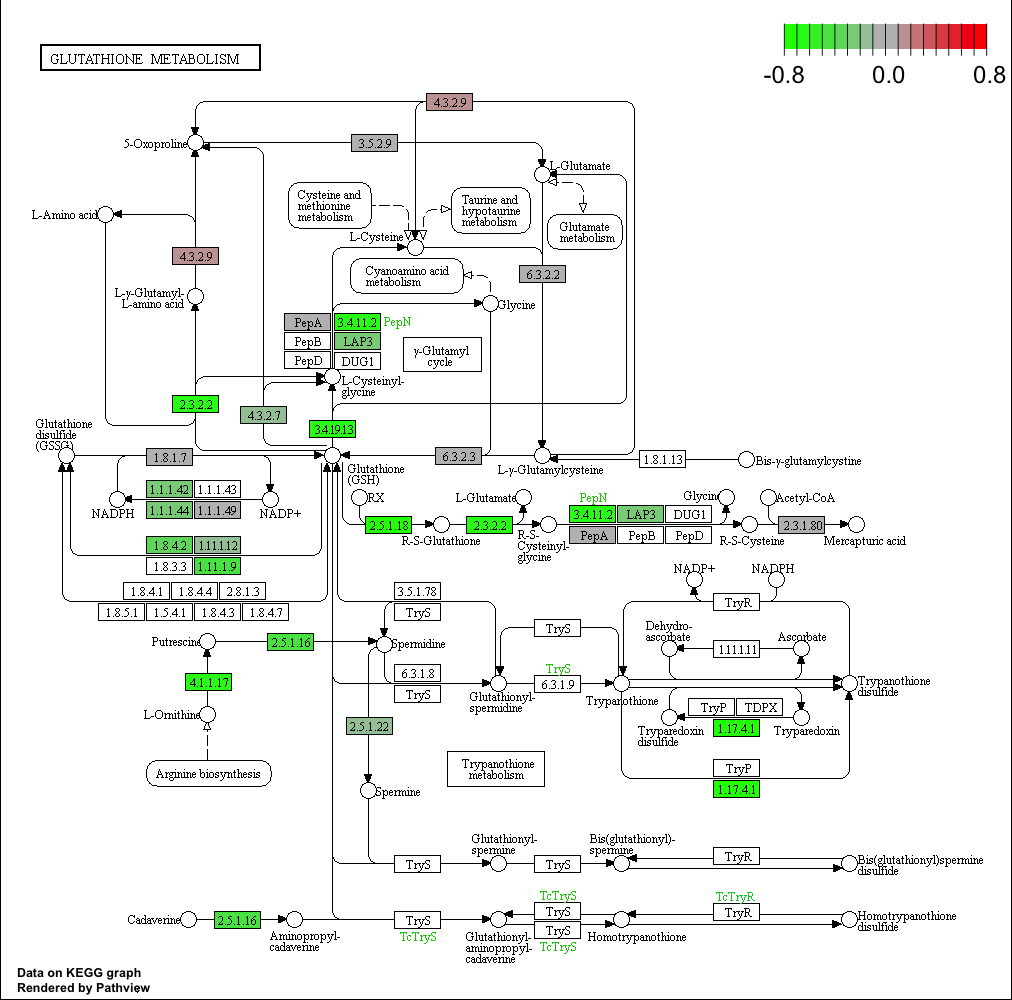 GLUTATHIONE METABOLISM
-0.8 0.0 0.8
4.3.2.9
5-Oxoproline
3.5.2.9
L-Glutamate
Cysteine and
methionine
metabolism
Taurine and
hypotaurine
metabolism
L-Amino acid
Glutamate
metabolism
L-Cysteine
4.3.2.9
Cyanoamino acid
metabolism
6.3.2.2
L-γ-Glutamyl-
L-amino acid
Glycine
PepA 3.4.11.2 PepN
PepB LAP3
PepD DUG1
γ-Glutamyl
cycle
L-Cysteinyl-
glycine
2.3.2.2
4.3.2.7
3.4.19.13
Glutathione
disulfide
(GSSG)
1.8.1.7
6.3.2.3
1.8.1.13
Bis-γ-glutamylcystine
L-γ-Glutamylcysteine
Glutathione
(GSH)
1.1.1.42 1.1.1.43
1.1.1.44 1.1.1.49
NADPH
NADP+
RX
L-Glutamate
PepN
Glycine
Acetyl-CoA
3.4.11.2 LAP3 DUG1
2.5.1.18
2.3.2.2
PepA PepB PepD
2.3.1.80
R-S-Glutathione
R-S-
Cysteinyl-
glycine
R-S-Cysteine
Mercapturic acid
1.8.4.2 1.11.1.12
1.8.3.3 1.11.1.9
1.8.4.1 1.8.4.4 2.8.1.3
1.8.5.1 1.5.4.1 1.8.4.3 1.8.4.7
NADP+
NADPH
3.5.1.78
TryS
TryR
Putrescine
2.5.1.16
Spermidine
TryS
Dehydro-
ascorbate
1.11.1.11
Ascorbate
6.3.1.8
TryS
TryS
6.3.1.9
4.1.1.17
Glutathionyl-
spermidine
Trypanothione
Trypanothione
disulfide
L-Ornithine
2.5.1.22
TryP TDPX
1.17.4.1
Tryparedoxin
disulfide
Tryparedoxin
Arginine biosynthesis
Trypanothione
metabolism
TryP
1.17.4.1
Spermine
Glutathionyl-
spermine
Bis(glutathionyl)-
spermine
TryS
TryS
TryR
Bis(glutathionyl)spermine
disulfide
Cadaverine
2.5.1.16
Aminopropyl-
cadaverine
TryS
TcTryS
TcTryS
TryS
TryS
TcTryS
Glutathionyl-
aminopropyl-
cadaverine
Homotrypanothione
TcTryR
TryR
Homotrypanothione
disulfide
Data on KEGG graph
Rendered by Pathview